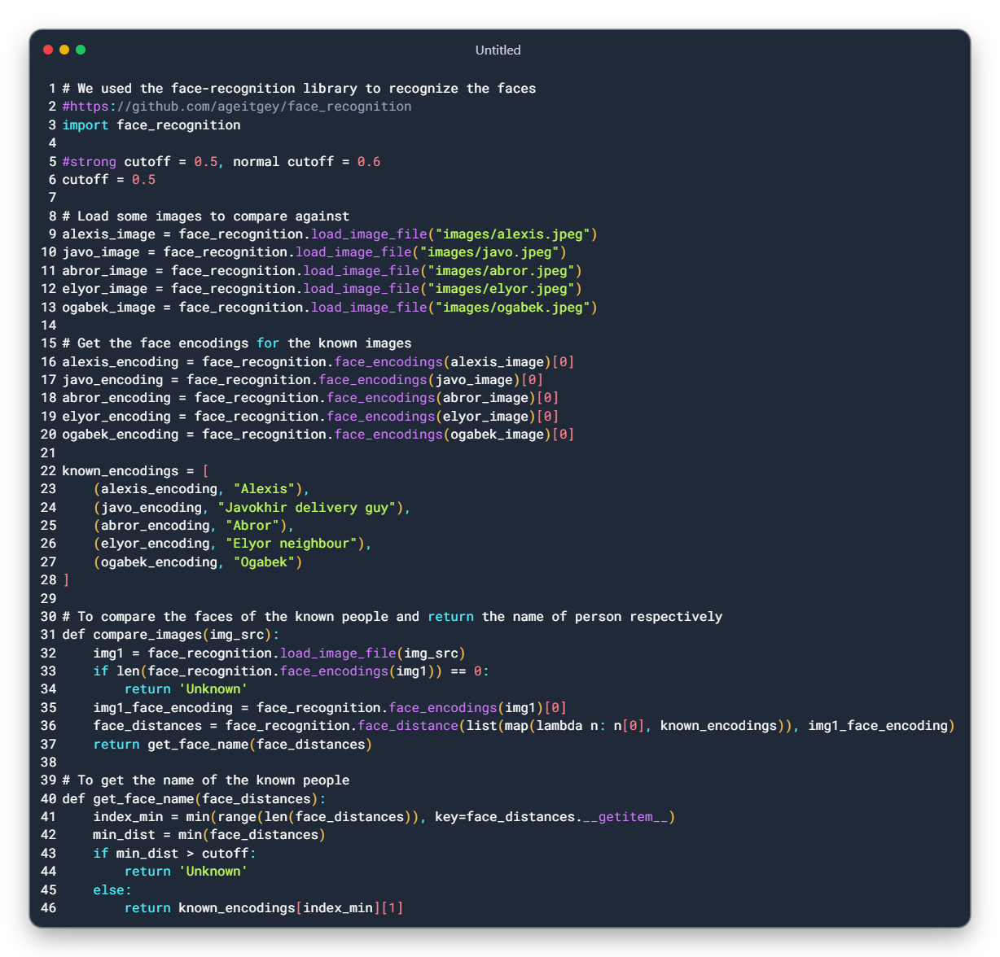 Untitled
1 # We used the face-recognition library to recognize the faces
2 #https://github.com/ageitgey/face_recognition
3 import face_recognition
4
5 #strong cutoff = 0.5, normal cutoff = 0.6
6 cutoff = 0.5
7
8 # Load some images to compare against
9 alexis_image = face_recognition.load_image_file("images/alexis.jpeg")
10 javo_image = face_recognition.load_image_file("images/javo.jpeg")
11 abror_image = face_recognition.load_image_file("images/abror.jpeg")
12 elyor_image = face_recognition.load_image_file("images/elyor.jpeg")
13 ogabek_image = face_recognition.load_image_file("images/ogabek.jpeg")
14
15 # Get the face encodings for the known images
16 alexis_encoding = face_recognition.face_encodings(alexis_image)[0]
17 javo_encoding = face_recognition.face_encodings(javo_image)[0]
18 abror_encoding = face_recognition.face_encodings(abror_image)[0]
19 elyor_encoding = face_recognition.face_encodings(elyor_image)[0]
20 ogabek_encoding = face_recognition.face_encodings(ogabek_image)[0]
21
22 known_encodings = [
23     (alexis_encoding, "Alexis"),
24     (javo_encoding, "Javokhir delivery guy"),
25     (abror_encoding, "Abror"),
26     (elyor_encoding, "Elyor neighbour"),
27     (ogabek_encoding, "Ogabek")
28 ]
29
30 # To compare the faces of the known people and return the name of person respectively
31 def compare_images(img_src):
32     img1 = face_recognition.load_image_file(img_src)
33     if len(face_recognition.face_encodings(img1)) == 0:
34         return 'Unknown'
35     img1_face_encoding = face_recognition.face_encodings(img1)[0]
36     face_distances = face_recognition.face_distance(list(map(lambda n: n[0], known_encodings)), img1_face_encoding)
37     return get_face_name(face_distances)
38
39 # To get the name of the known people
40 def get_face_name(face_distances):
41     index_min = min(range(len(face_distances)), key=face_distances.__getitem__)
42     min_dist = min(face_distances)
43     if min_dist > cutoff:
44         return 'Unknown'
45     else:
46         return known_encodings[index_min][1]